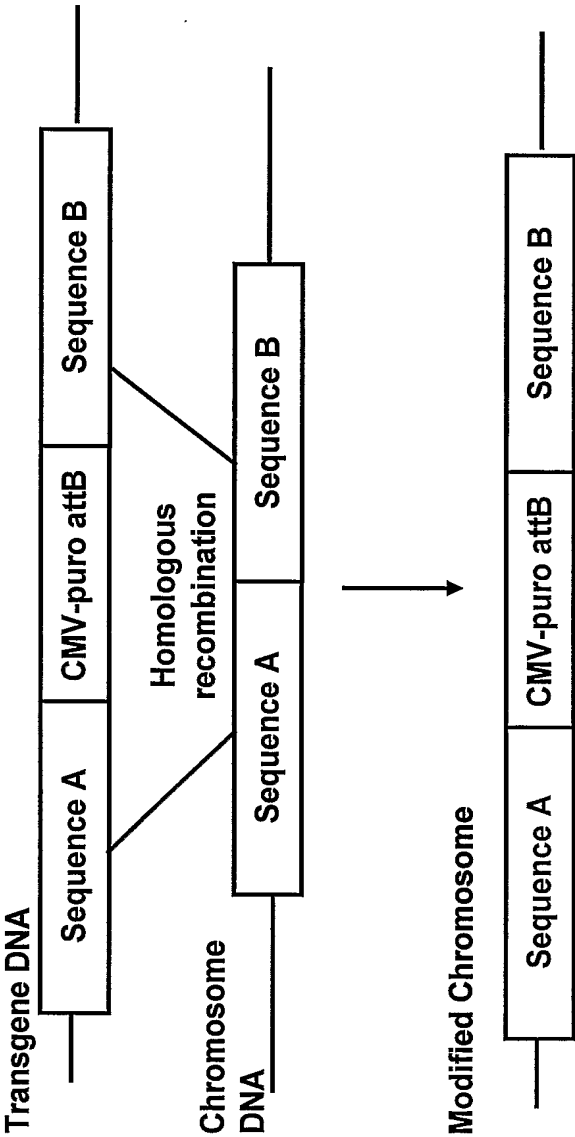 Transgene DNA
Sequence A
CMV-puro attB
Sequence B
Homologous
recombination
Chromosome
DNA
Sequence A
Sequence B
Modified Chromosome
Sequence A
CMV-puro attB
Sequence B